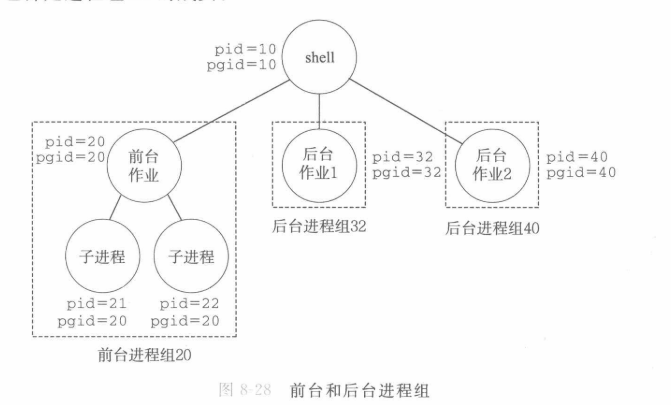 pid=10
pgid=10
shell
pid=20
pgid=20
前台
作业
后台
作业1
pid=32
pgid=32
后台
作业2
pid=40
pgid=40
后台进程组32
后台进程组40
子进程
子进程
pid=21
pgid=20
pid=22
pgid=20
前台进程组20
图 8-28 前台和后台进程组